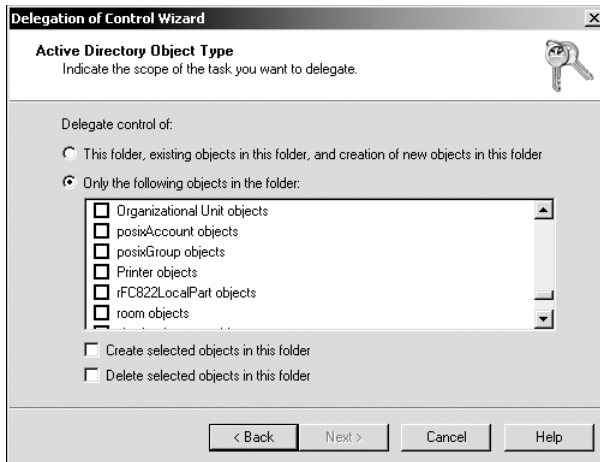 Delegation of Control Wizard
Active Directory Object Type
Indicate the scope of the task you want to delegate.
Delegate control of:
This folder, existing objects in this folder, and creation of new objects in this folder
Only the following objects in the folder:
Organizational Unit objects
posixAccount objects
posixGroup objects
Printer objects
rFC822LocalPart objects
room objects
Create selected objects in this folder
Delete selected objects in this folder
< Back
Next >
Cancel
Help